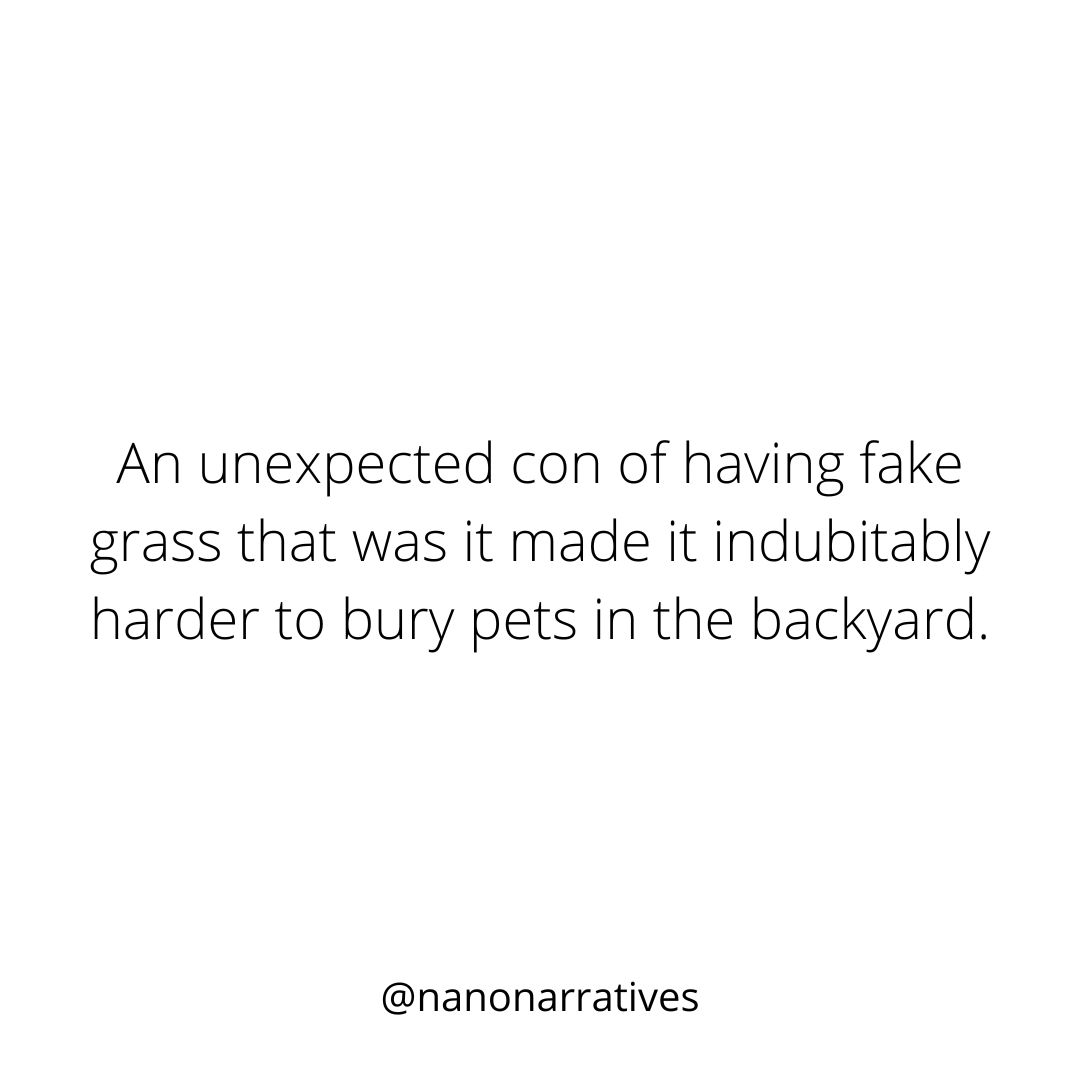 An unexpected con of having fake
grass that was it made it indubitably
harder to bury pets in the backyard.
@nanonarratives